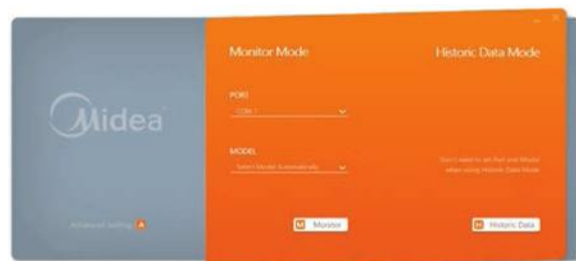 Midea
Advanced Setting A
Monitor Mode
PORT
COM 7
MODEL
Select Model Automatically
M Monitor
Historic Data Mode
Don't need to set Port and Model
when using Historic Data Mode
H Historic Data